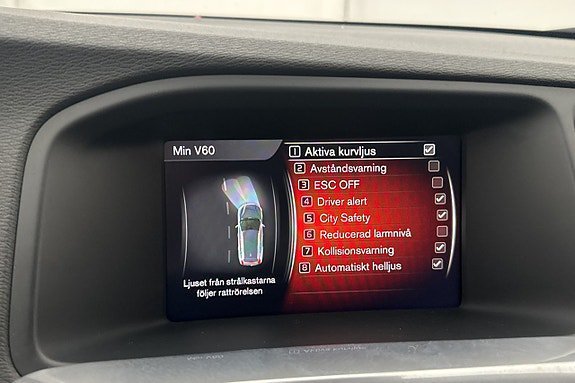 Min V60
1 Aktiva kurvljus
2 Avståndsvarning
3 ESC OFF
4 Driver alert
5 City Safety
6 Reducerad larmnivå
7 Kollisionsvarning
8 Automatiskt helljus
Ljuset från strålkastarna
följer rattrörelsen